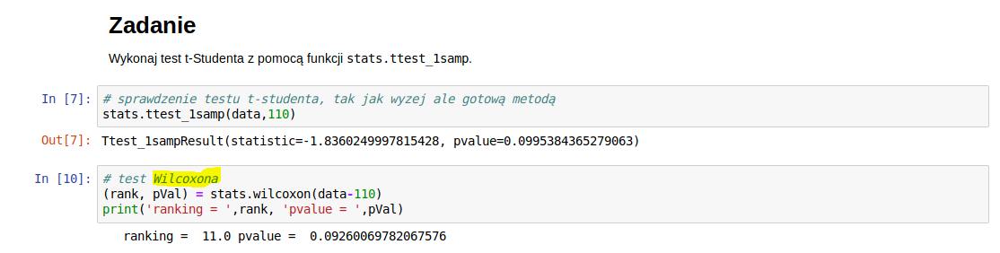 Zadanie
Wykonaj test t-Studenta z pomocą funkcji stats.ttest_1samp.
In [7]: # sprawdzenie testu t-studenta, tak jak wyzej ale gotową metodą
stats.ttest_1samp(data,110)
Out[7]: Ttest_1sampResult(statistic=-1.8360249997815428, pvalue=0.0995384365279063)
In [10]: # test Wilcoxona
(rank, pVal) = stats.wilcoxon(data-110)
print('ranking = ',rank, 'pvalue = ',pVal)
ranking =  11.0 pvalue =  0.09260069782067576